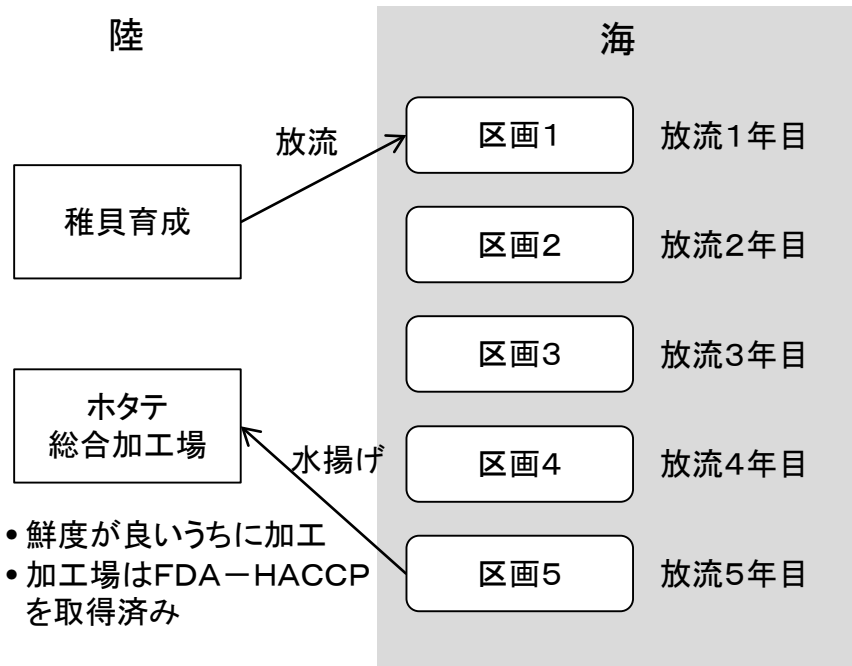 陸
海
放流
区画1
放流1年目
稚貝育成
区画2
放流2年目
区画3
放流3年目
ホタテ
総合加工場
水揚げ
区画4
放流4年目
• 鮮度が良いうちに加工
• 加工場はFDA－HACCP
を取得済み
区画5
放流5年目